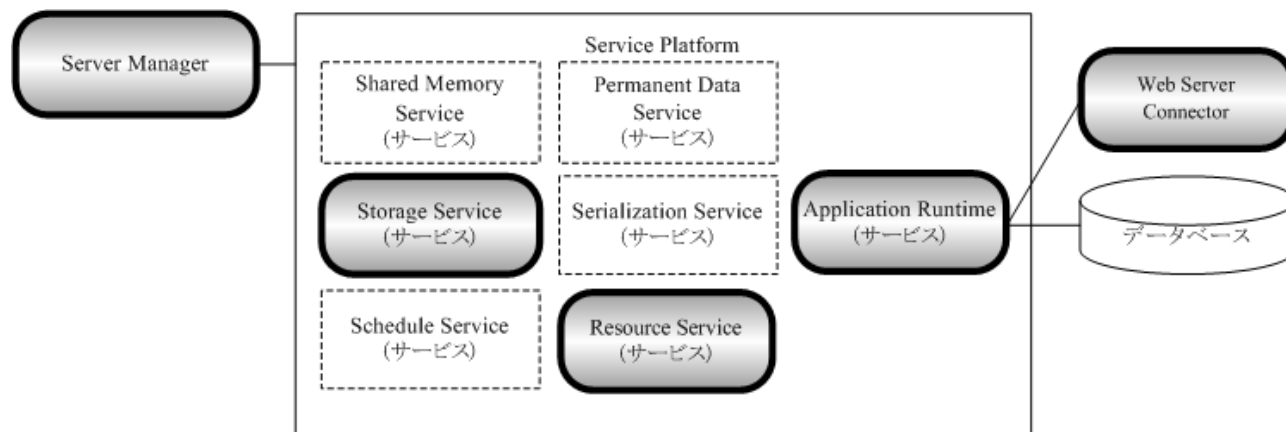 Server Manager
Service Platform
Shared Memory
Service
(サービス)
Permanent Data
Service
(サービス)
Web Server
Connector
Storage Service
(サービス)
Serialization Service
(サービス)
Application Runtime
(サービス)
データベース
Schedule Service
(サービス)
Resource Service
(サービス)